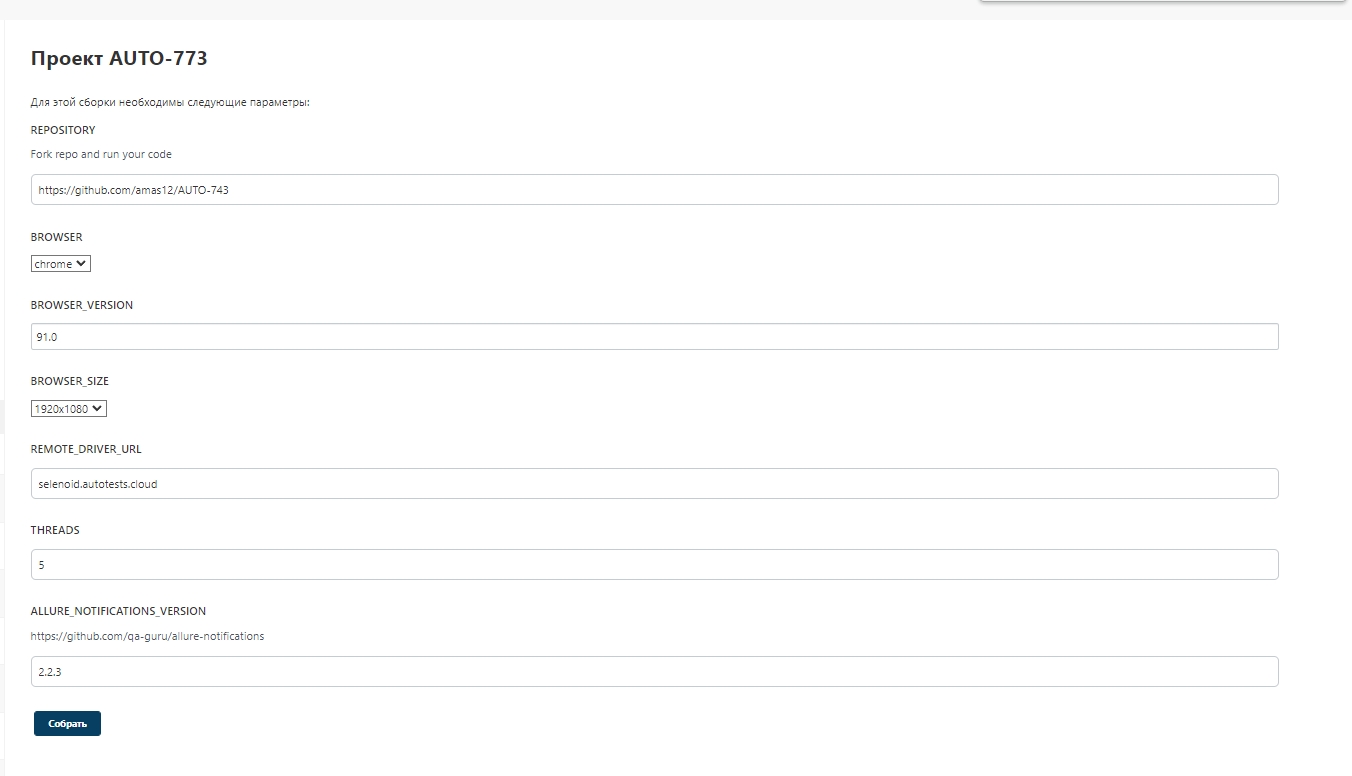 Проект AUTO-773
Для этой сборки необходимы следующие параметры:
REPOSITORY
Fork repo and run your code
https://github.com/amas12/AUTO-743
BROWSER
chrome
BROWSER_VERSION
91.0
BROWSER_SIZE
1920x1080
REMOTE_DRIVER_URL
selenoid.autotests.cloud
THREADS
5
ALLURE_NOTIFICATIONS_VERSION
https://github.com/qa-guru/allure-notifications
2.2.3
Собрать